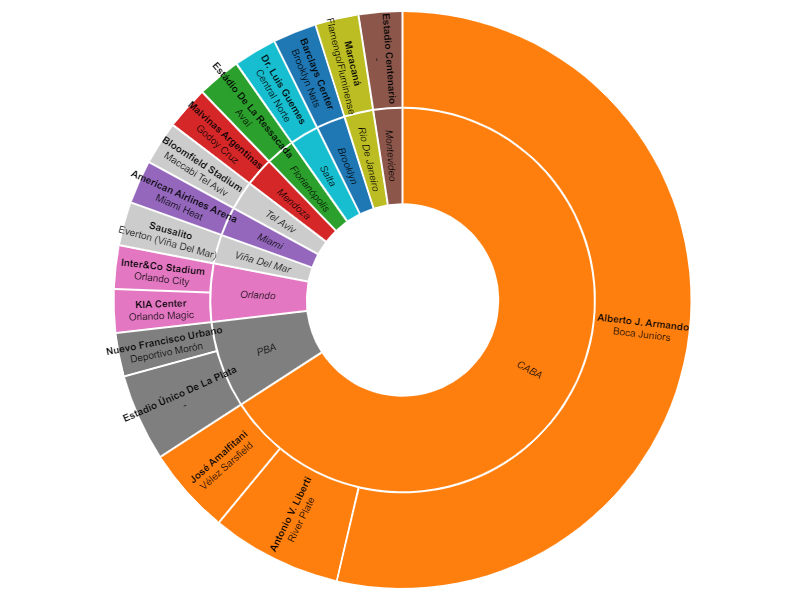 Estadio Centenario
-
Montevideo
Maracaná
Flamengo/Fluminense
Rio De Janeiro
Barclays Center
Brooklyn Nets
Brooklyn
Dr. Luis Guemes
Central Norte
Salta
Estádio De La Ressacada
Avaí
Florianópolis
Malvinas Argentinas
Godoy Cruz
Mendoza
Bloomfield Stadium
Maccabi Tel Aviv
Tel Aviv
American Airlines Arena
Miami Heat
Miami
Sausalito
Everton (Viña Del Mar)
Viña Del Mar
Inter&Co Stadium
Orlando City
KIA Center
Orlando Magic
Orlando
Nuevo Francisco Urbano
Deportivo Morón
Estadio Único De La Plata
-
PBA
José Amalfitani
Vélez Sarsfield
Antonio V. Liberti
River Plate
Alberto J. Armando
Boca Juniors
CABA